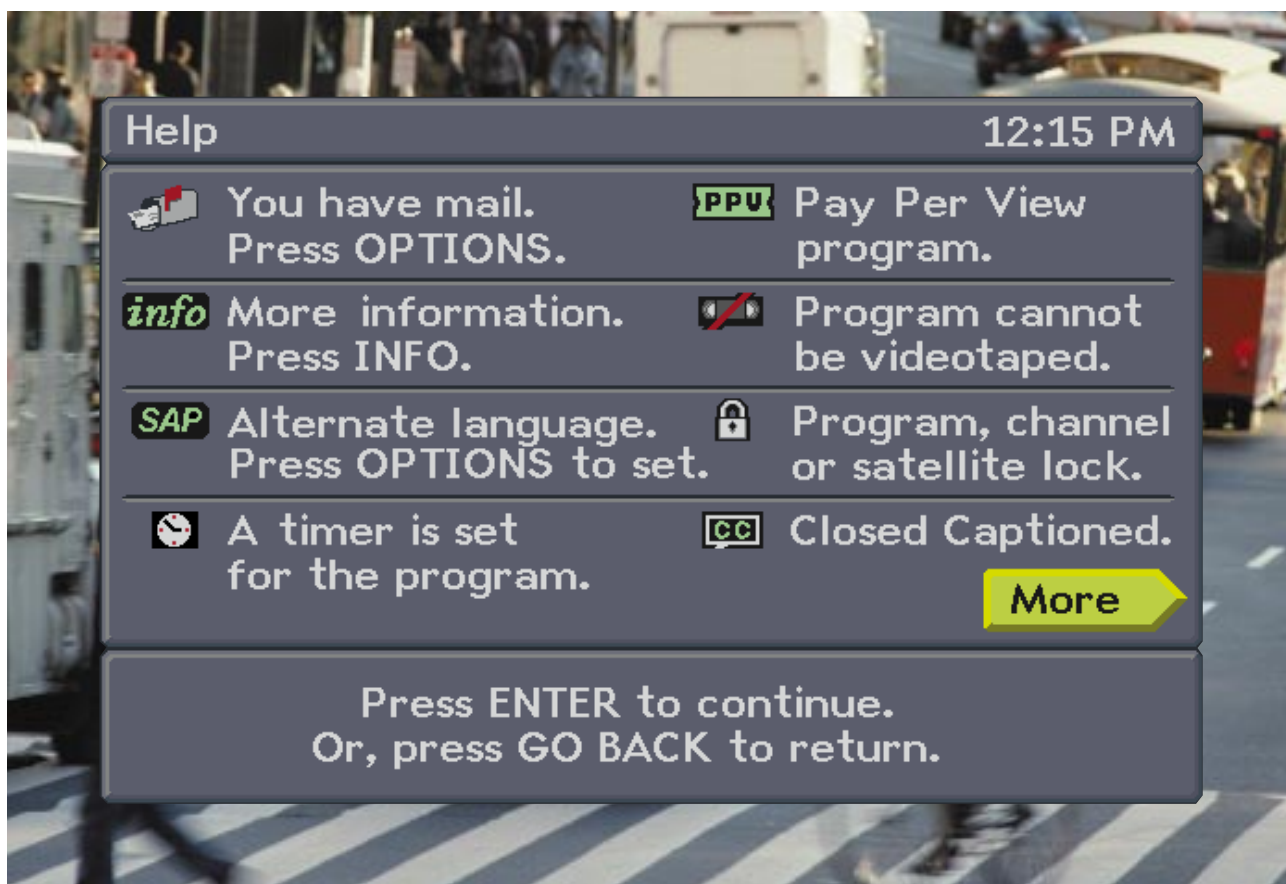 Help
12:15 PM
You have mail.
Press OPTIONS.
PPV
Pay Per View
program.
info
More information.
Press INFO.
Program cannot
be videotaped.
SAP
Alternate language.
Press OPTIONS to set.
Program, channel
or satellite lock.
A timer is set
for the program.
CC
Closed Captioned.
More
Press ENTER to continue.
Or, press GO BACK to return.